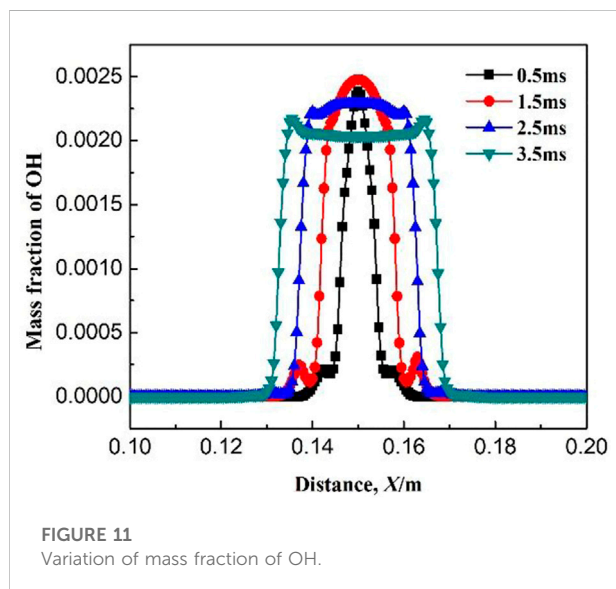 0.0025
0.0020
0.0015
0.0010
0.0005
0.0000
Mass fraction of OH
0.5ms
1.5ms
2.5ms
3.5ms
0.10 0.12 0.14 0.16 0.18 0.20
Distance, X/m
FIGURE 11
Variation of mass fraction of OH.